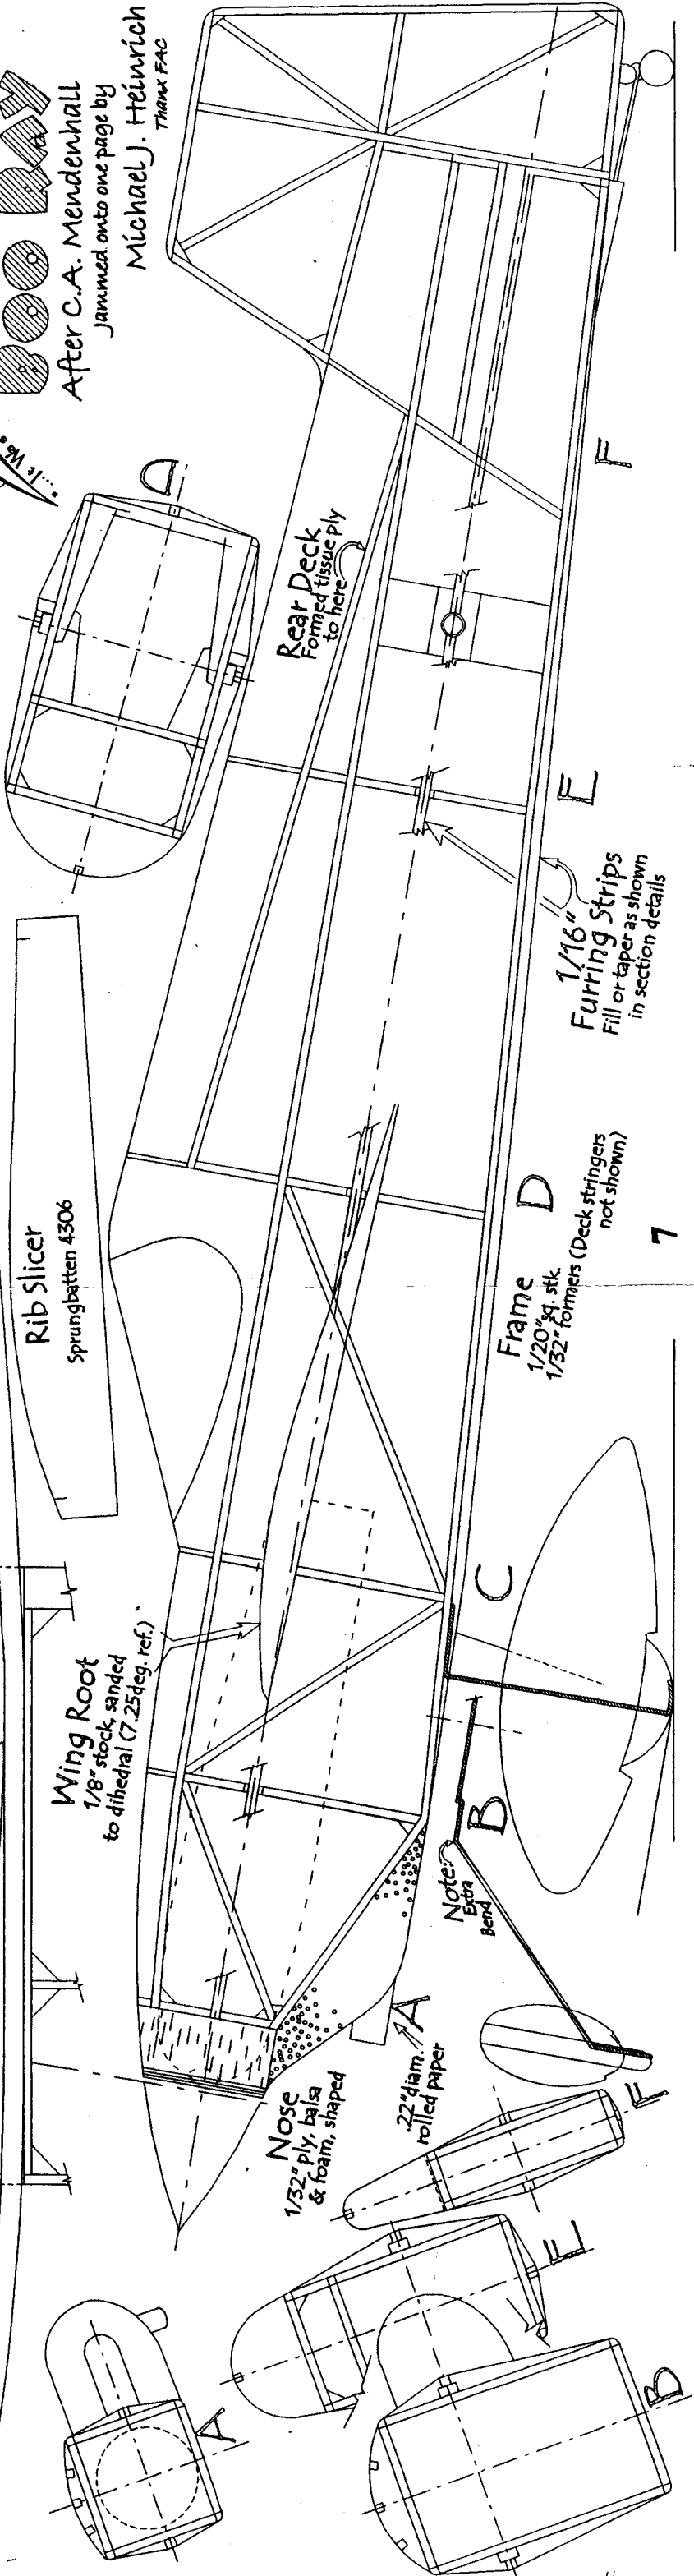 BOO RAY
After C.A. Mendenhall
Jammed onto one page by
Michael J. Heinrich
Thanx FAC
D
Rear Deck
Formed tissue ply
to here
F
E
1/16"
Furring Strips
Fill or taper as shown
in section details
Rib Slicer
Sprungbatten 4306
D
Frame
1/20" sq. stk.
1/32" formers (Deck stringers
not shown)
7
Wing Root
1/8" stock, sanded
to dihedral (7.25deg. ref.)
C
B
Note:
Extra
Bend
A
.22" diam.
rolled paper
Nose
1/32" ply, balsa
& foam, shaped
A
F
E
B